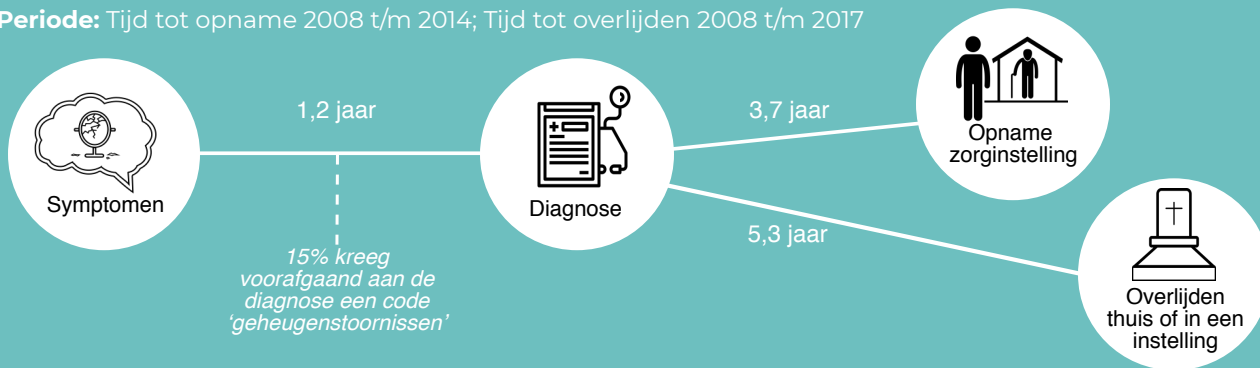 Periode: Tijd tot opname 2008 t/m 2014; Tijd tot overlijden 2008 t/m 2017
1,2 jaar
3,7 jaar
Opname
zorginstelling
Symptomen
Diagnose
5,3 jaar
15% kreeg
voorafgaand aan de
diagnose een code
‘geheugenstoornissen’
Overlijden
thuis of in een
instelling